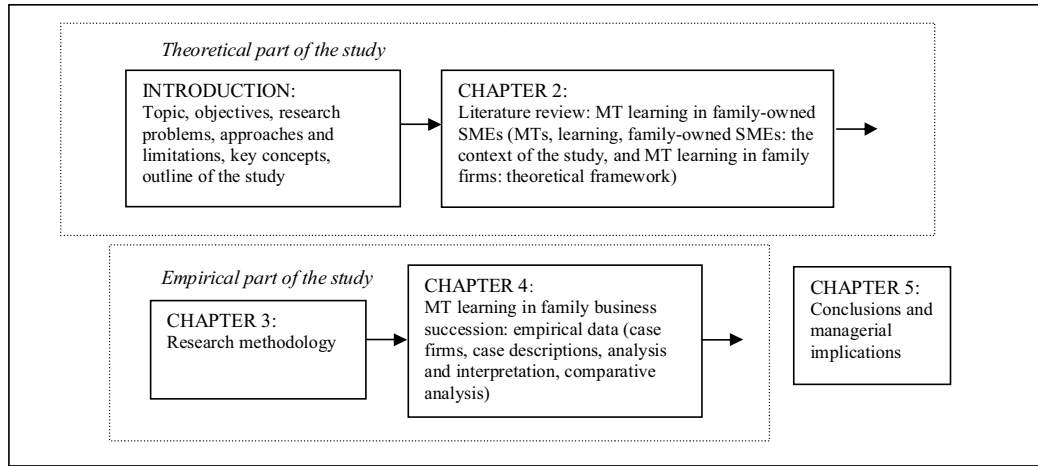 Theoretical part of the study
INTRODUCTION:
Topic, objectives, research
problems, approaches and
limitations, key concepts,
outline of the study
CHAPTER 2:
Literature review: MT learning in family-owned
SMEs (MTs, learning, family-owned SMEs: the
context of the study, and MT learning in family
firms: theoretical framework)
Empirical part of the study
CHAPTER 3:
Research methodology
CHAPTER 4:
MT learning in family business
succession: empirical data (case
firms, case descriptions, analysis
and interpretation, comparative
analysis)
CHAPTER 5:
Conclusions and
managerial
implications